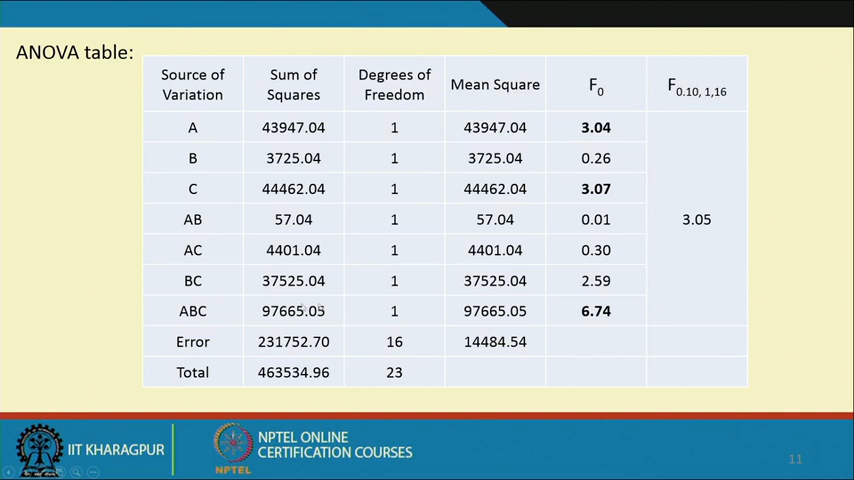 ANOVA table:
Source of Variation Sum of Squares Degrees of Freedom Mean Square F0 F0.10, 1,16
A 43947.04 1 43947.04 3.04
B 3725.04 1 3725.04 0.26
C 44462.04 1 44462.04 3.07
AB 57.04 1 57.04 0.01 3.05
AC 4401.04 1 4401.04 0.30
BC 37525.04 1 37525.04 2.59
ABC 97665.05 1 97665.05 6.74
Error 231752.70 16 14484.54
Total 463534.96 23
IIT KHARAGPUR
NPTEL
NPTEL ONLINE
CERTIFICATION COURSES
11